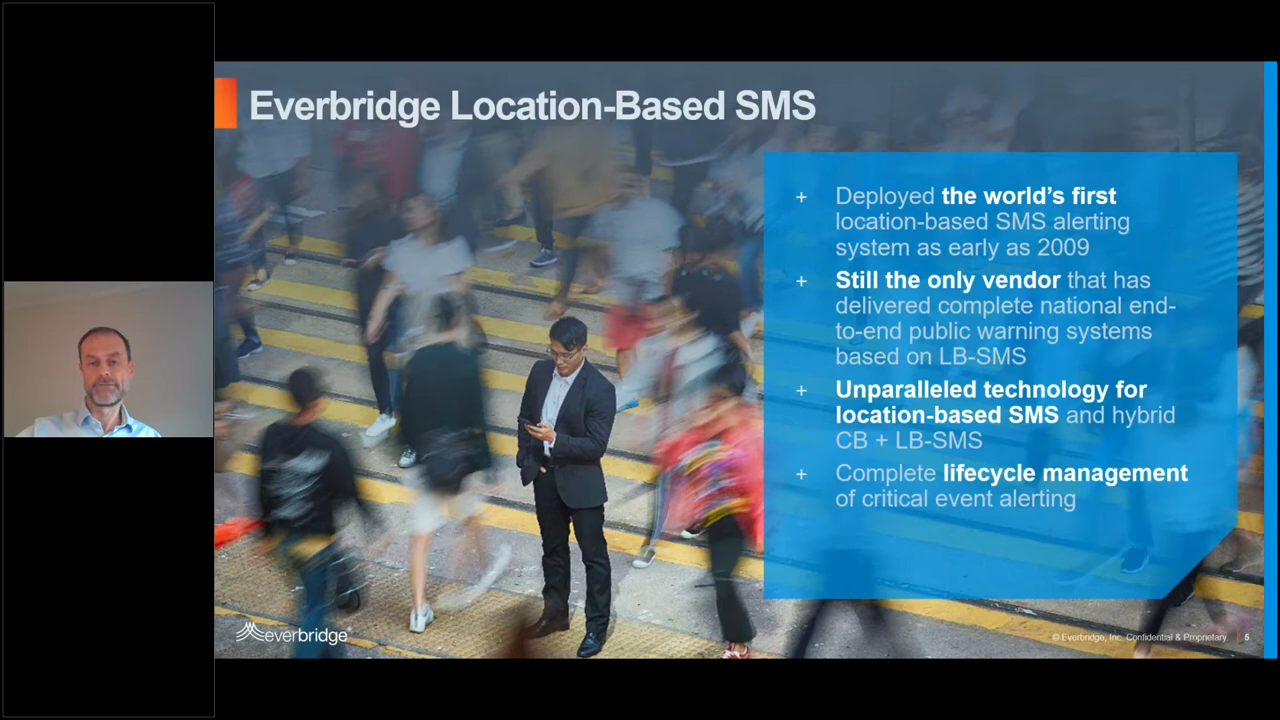 Everbridge Location-Based SMS
+ Deployed the world's first
location-based SMS alerting
system as early as 2009
+ Still the only vendor that has
delivered complete national end-
to-end public warning systems
based on LB-SMS
+ Unparalleled technology for
location-based SMS and hybrid
CB + LB-SMS
+ Complete lifecycle management
of critical event alerting
everbridge
© Everbridge, Inc. Confidential & Proprietary. | 5